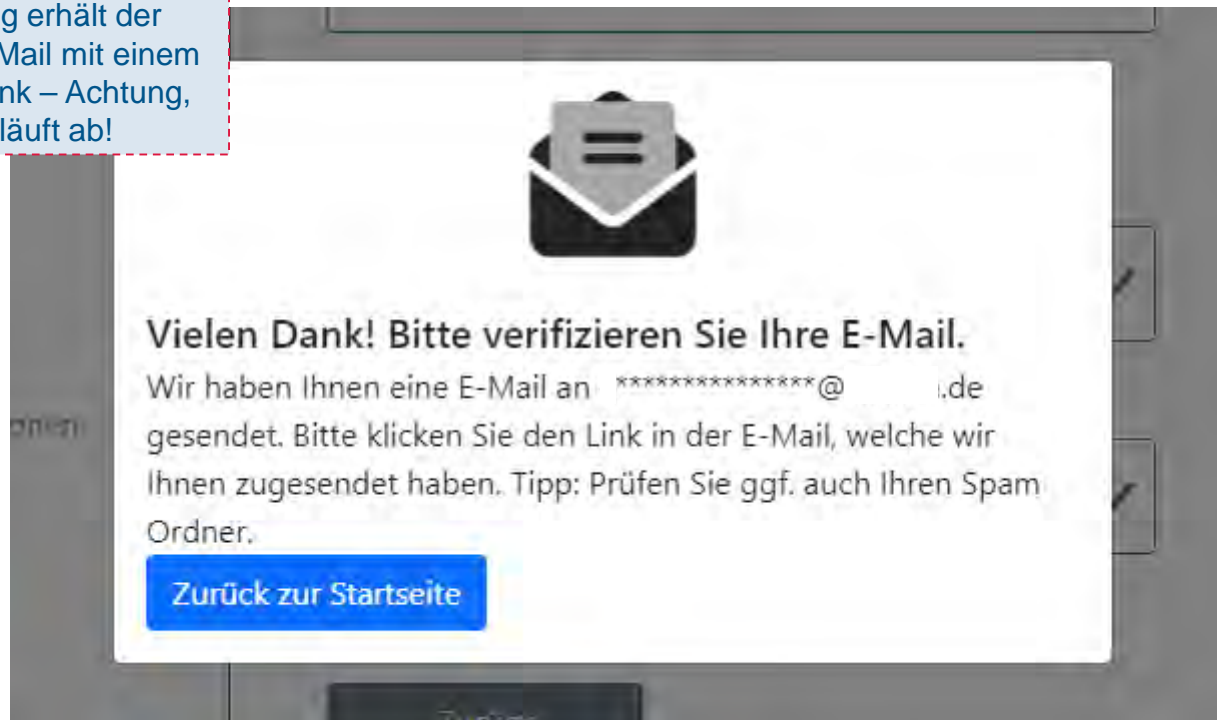 g erhält der
Mail mit einem
nk – Achtung,
läuft ab!
Vielen Dank! Bitte verifizieren Sie Ihre E-Mail.
Wir haben Ihnen eine E-Mail an ***************@ .de
gesendet. Bitte klicken Sie den Link in der E-Mail, welche wir
Ihnen zugesendet haben. Tipp: Prüfen Sie ggf. auch Ihren Spam
Ordner.
Zurück zur Startseite